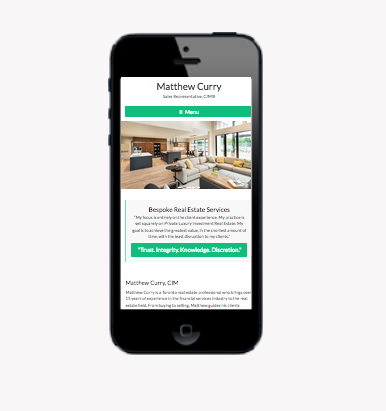 Matthew Curry
Sales Representative, CIM®
≡ Menu
Bespoke Real Estate Services
"My focus is entirely on the client experience. My practice is
set squarely on Private Luxury Investment Real Estate. My
goal is to achieve the greatest value, in the shortest amount of
time, with the least disruption to my clients."
"Trust. Integrity. Knowledge. Discretion."
Matthew Curry, CIM
Matthew Curry is a Toronto real estate professional who brings over
15 years of experience in the financial services industry to the real
estate field. From buying to selling, Matthew guides his clients